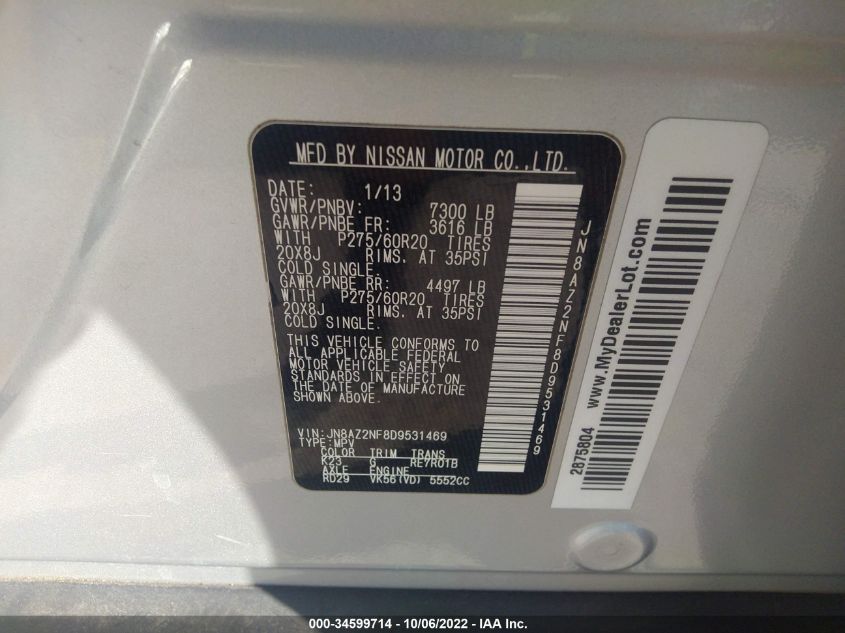 MFD BY NISSAN MOTOR CO.,LTD.
DATE: 1/13
GVWR/PNBV: 7300 LB
GAWR/PNBE FR: 3616 LB
WITH P275/60R20 TIRES
20X8J RIMS. AT 35PSI
COLD SINGLE.
GAWR/PNBE RR: 4497 LB
WITH P275/60R20 TIRES
20X8J RIMS. AT 35PSI
COLD SINGLE.
THIS VEHICLE CONFORMS TO
ALL APPLICABLE FEDERAL
MOTOR VEHICLE SAFETY
STANDARDS IN EFFECT ON
THE DATE OF MANUFACTURE
SHOWN ABOVE.
VIN:JN8AZ2NF8D9531469
TYPE:MPV
COLOR TRIM TRANS
K23 G RE7R01B
AXLE ENGINE
RD29 VK56(VD) 5552CC
JN8AZ2NF8D9531469
www.MyDealerLot.com
2875804
000-34599714 - 10/06/2022 - IAA Inc.